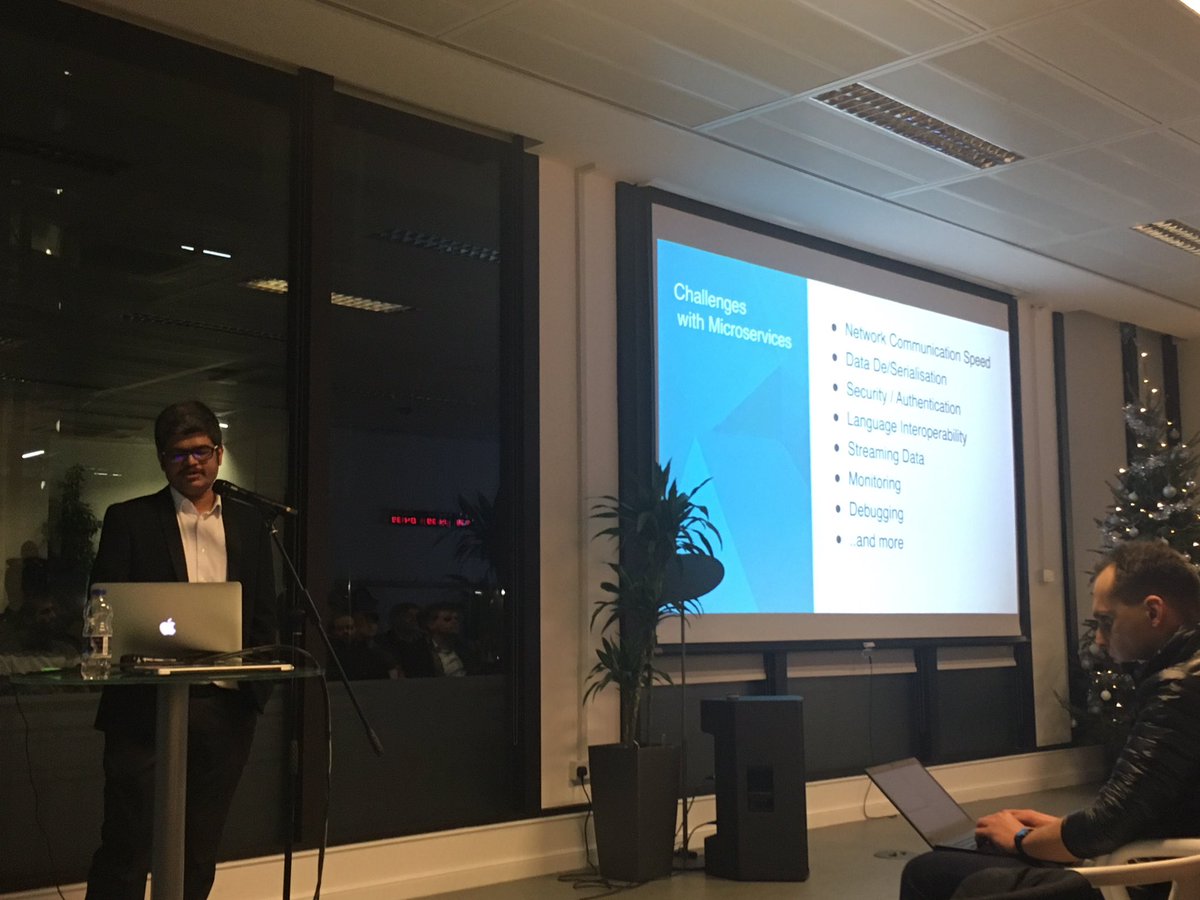 Challenges
with Microservices
Network Communication Speed
Data De/Serialisation
Security / Authentication
Language Interoperability
Streaming Data
Monitoring
Debugging
..and more